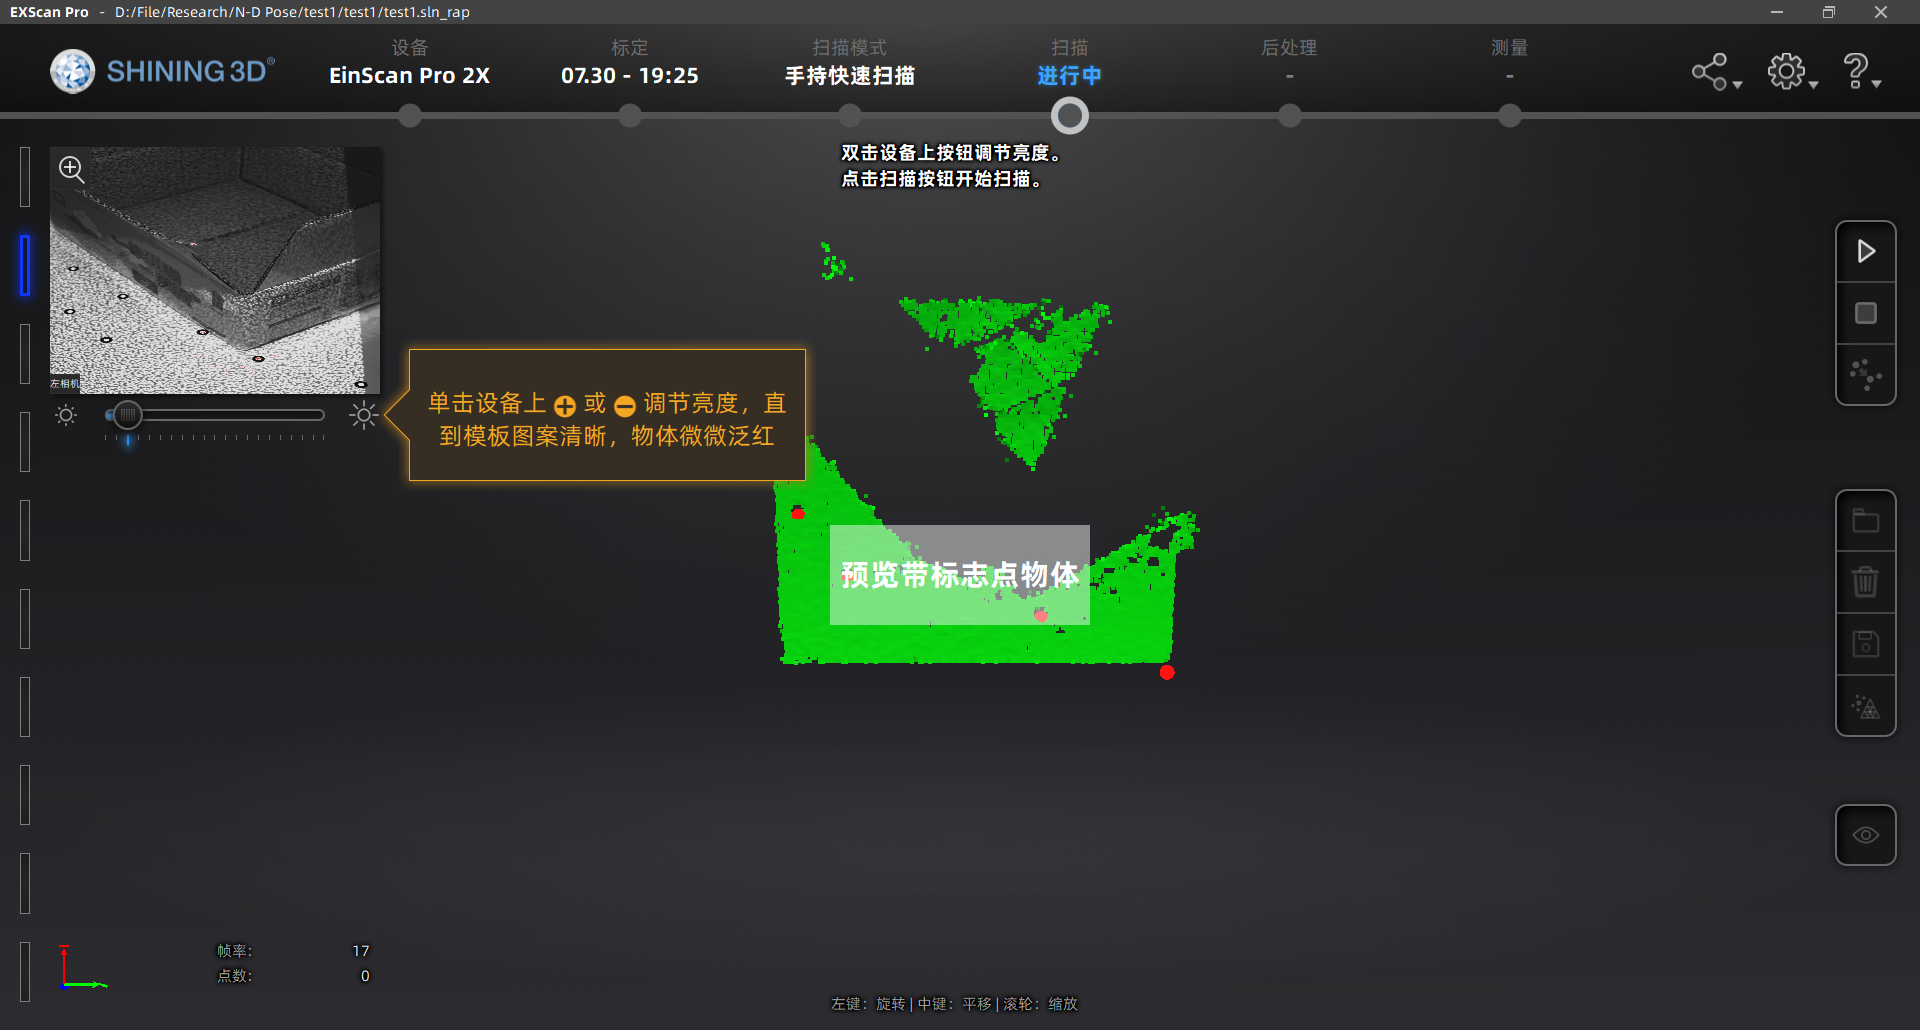 EXScan Pro - D:/File/Research/N-D Pose/test1/test1/test1.sln_rap
SHINING 3D®
设备
EinScan Pro 2X
标定
07.30 - 19:25
扫描模式
手持快速扫描
扫描
进行中
后处理
-
测量
-
双击设备上按钮调节亮度。
点击扫描按钮开始扫描。
左相机
单击设备上 + 或 − 调节亮度，直
到模板图案清晰，物体微微泛红
预览带标志点物体
帧率： 17
点数： 0
左键：旋转 | 中键：平移 | 滚轮：缩放